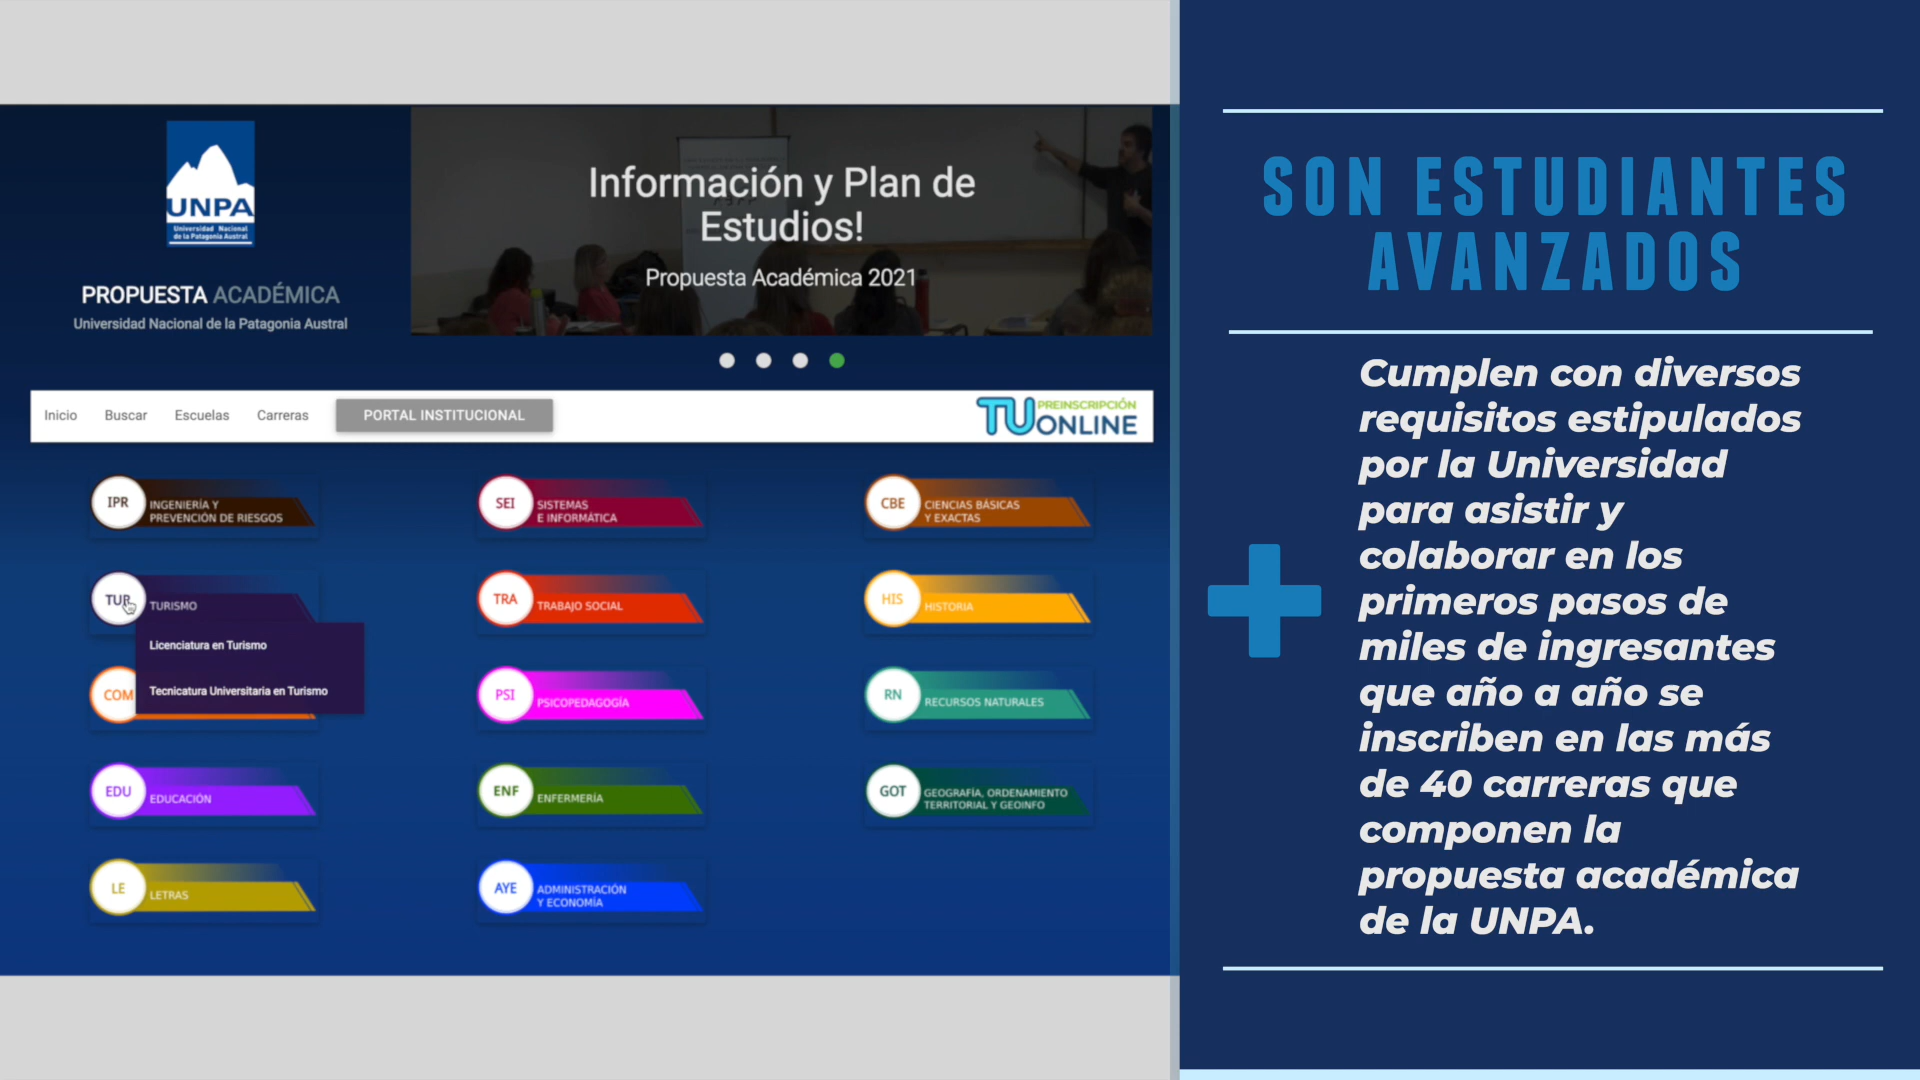 UNPA
Universidad Nacional
de la Patagonia Austral
PROPUESTA ACADÉMICA
Universidad Nacional de la Patagonia Austral
Información y Plan de
Estudios!
Propuesta Académica 2021
Inicio
Buscar
Escuelas
Carreras
PORTAL INSTITUCIONAL
TU PREINSCRIPCIÓN
ONLINE
IPR
INGENIERÍA Y
PREVENCIÓN DE RIESGOS
SEI
SISTEMAS
E INFORMÁTICA
CBE
CIENCIAS BÁSICAS
Y EXACTAS
TUR
TURISMO
Licenciatura en Turismo
Tecnicatura Universitaria en Turismo
TRA
TRABAJO SOCIAL
HIS
HISTORIA
COM
PSI
PSICOPEDAGOGÍA
RN
RECURSOS NATURALES
EDU
EDUCACIÓN
ENF
ENFERMERÍA
GOT
GEOGRAFÍA, ORDENAMIENTO
TERRITORIAL Y GEOINFO
LE
LETRAS
AYE
ADMINISTRACIÓN
Y ECONOMÍA
SON ESTUDIANTES
AVANZADOS
Cumplen con diversos
requisitos estipulados
por la Universidad
para asistir y
colaborar en los
primeros pasos de
miles de ingresantes
que año a año se
inscriben en las más
de 40 carreras que
componen la
propuesta académica
de la UNPA.